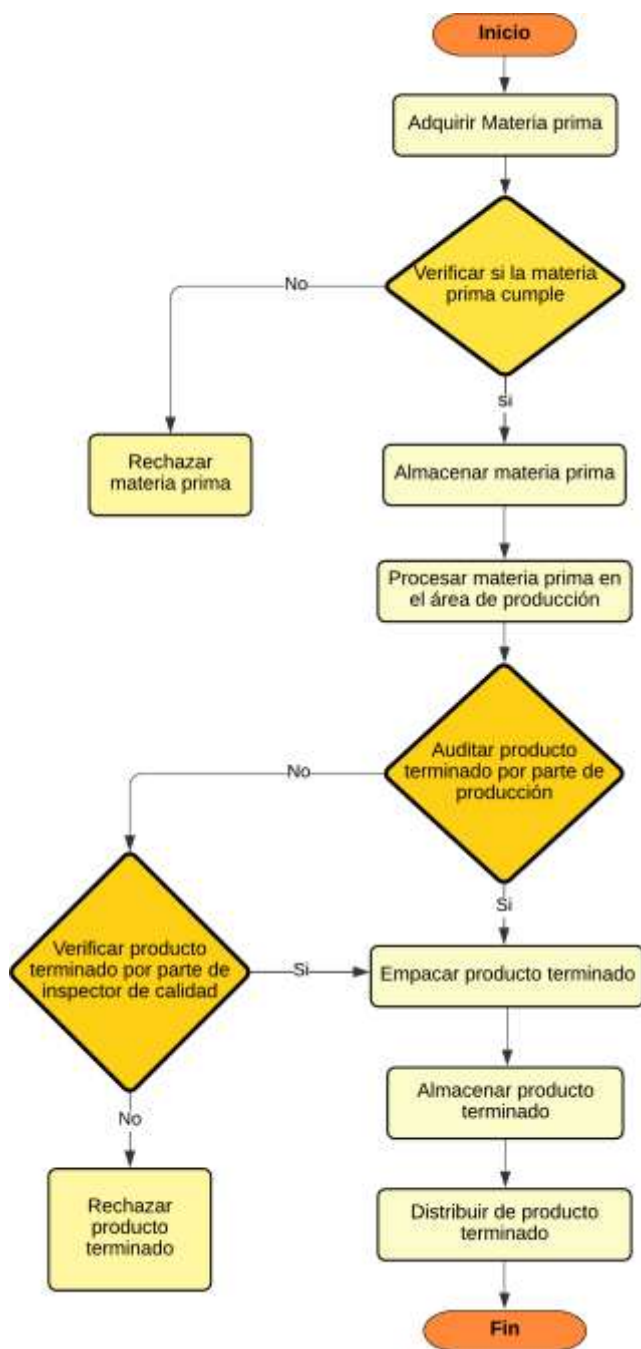 Inicio
Adquirir Materia prima
Verificar si la materia
prima cumple
No
si
Rechazar
materia prima
Almacenar materia prima
Procesar materia prima en
el área de producción
Auditar producto
terminado por parte de
producción
No
Si
Verificar producto
terminado por parte de
inspector de calidad
Si
Empacar producto terminado
No
Almacenar producto
terminado
Rechazar
producto
terminado
Distribuir de producto
terminado
Fin